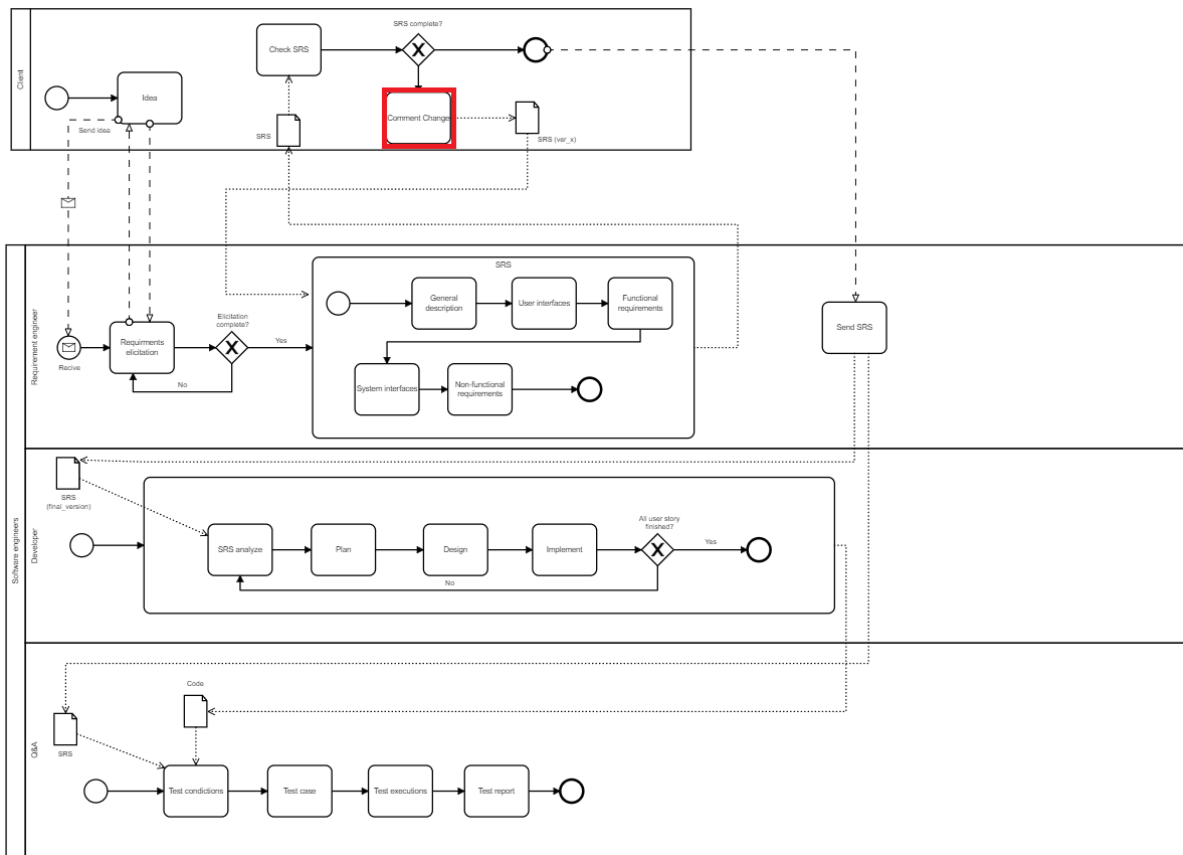 SRS complete?
Check SRS
Client
Idea
Send idea
SRS
Comment Change
SRS (ver_x)
SRS
General
description
User interfaces
Functional
requirements
Software engineers
Requirement engineer
Recive
Requirments
elicitation
Elicitation
complete?
Yes
No
System interfaces
Non-functional
requirements
Send SRS
Developer
SRS
(final_version)
SRS analyze
Plan
Design
Implement
All user story
finished?
Yes
No
Q&A
Code
SRS
Test condictions
Test case
Test executions
Test report